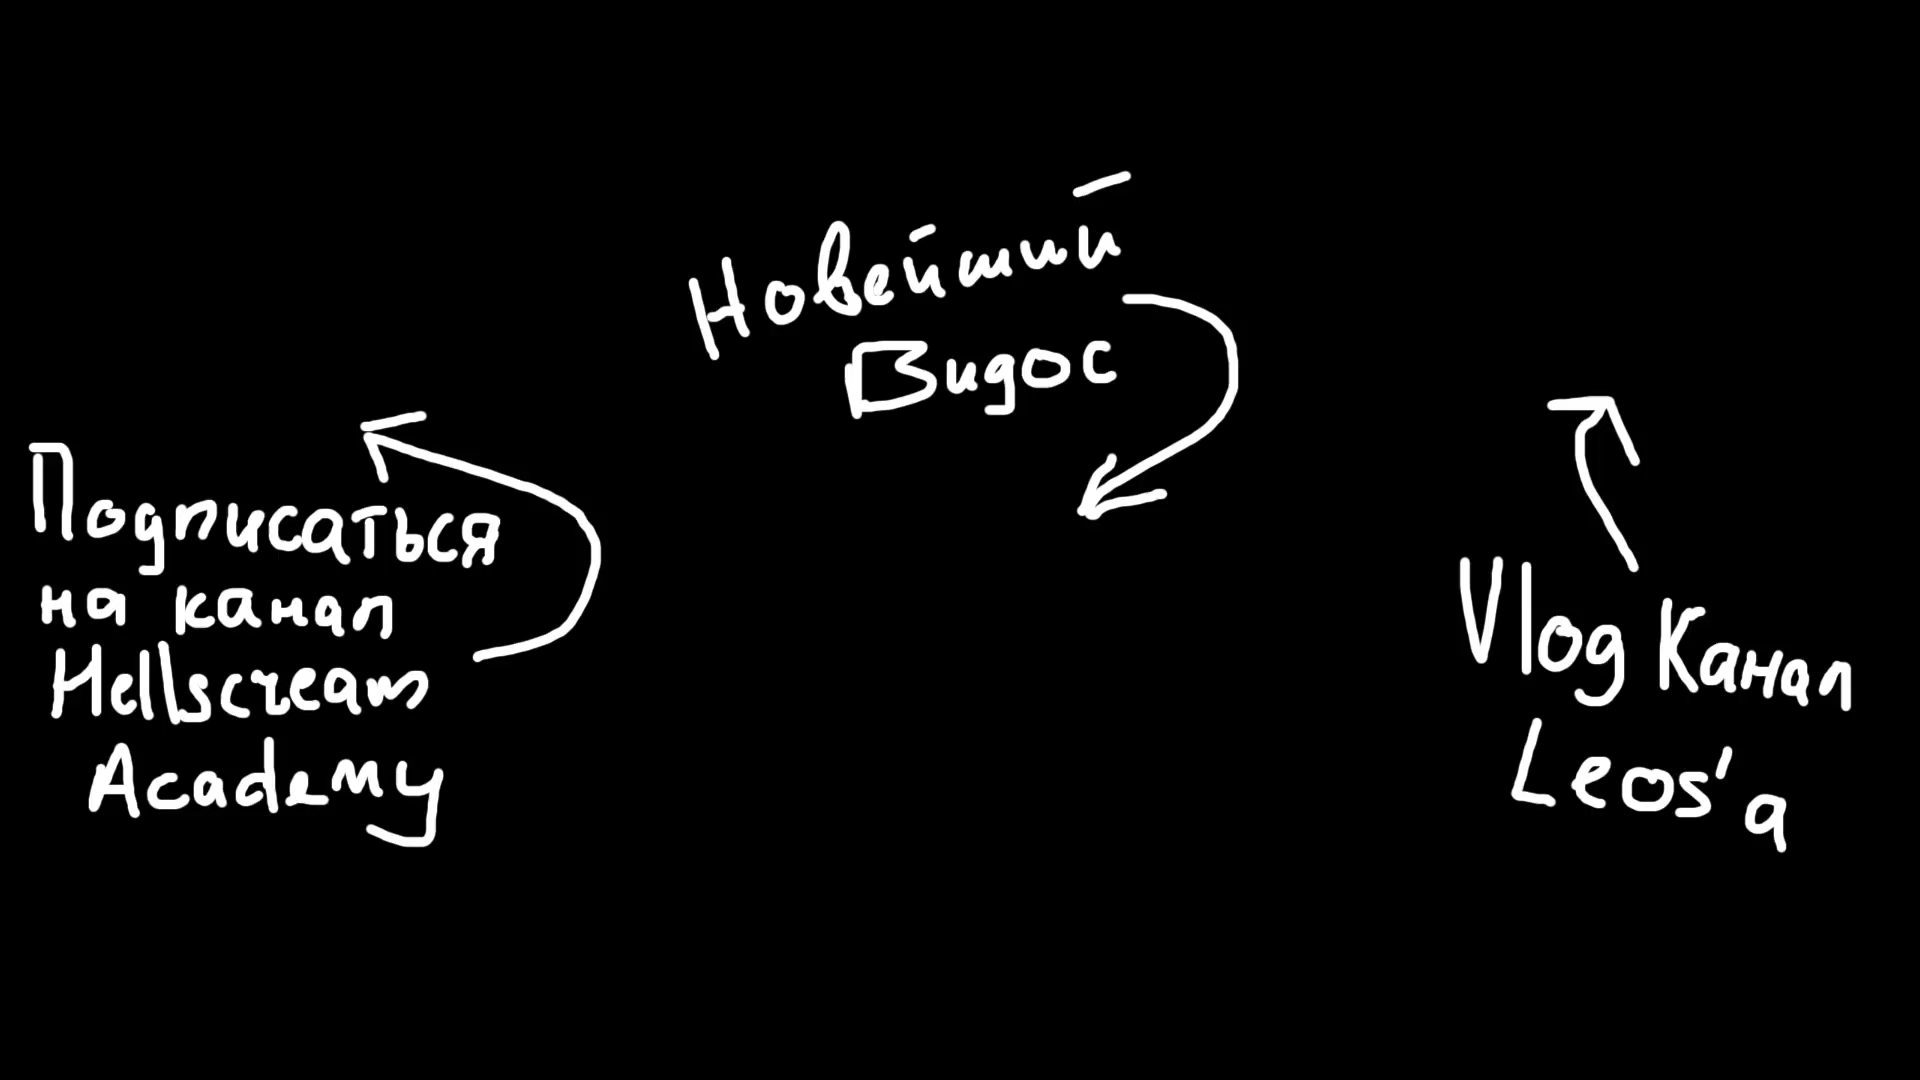 Новейший
Видос
Подписаться
на канал
Hellscream
Academy
Vlog Канал
Leos'a